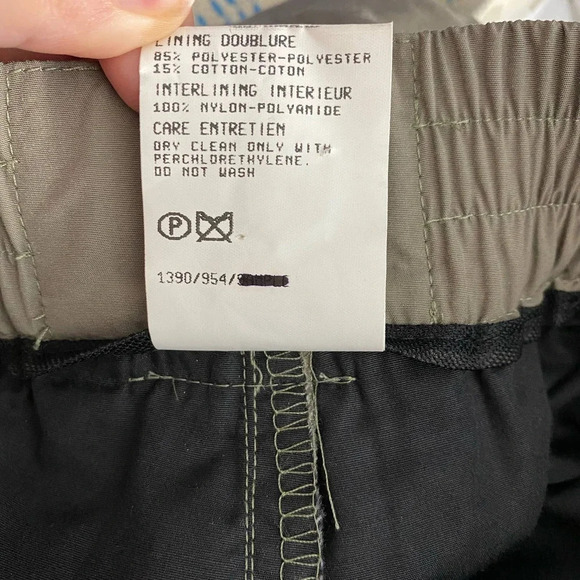 LINING DOUBLURE
85% POLYESTER-POLYESTER
15% COTTON-COTON
INTERLINING INTERIEUR
100% NYLON-POLYAMIDE
CARE ENTRETIEN
DRY CLEAN ONLY WITH
PERCHLORETHYLENE.
DO NOT WASH
P
1390/954/SAMPLE